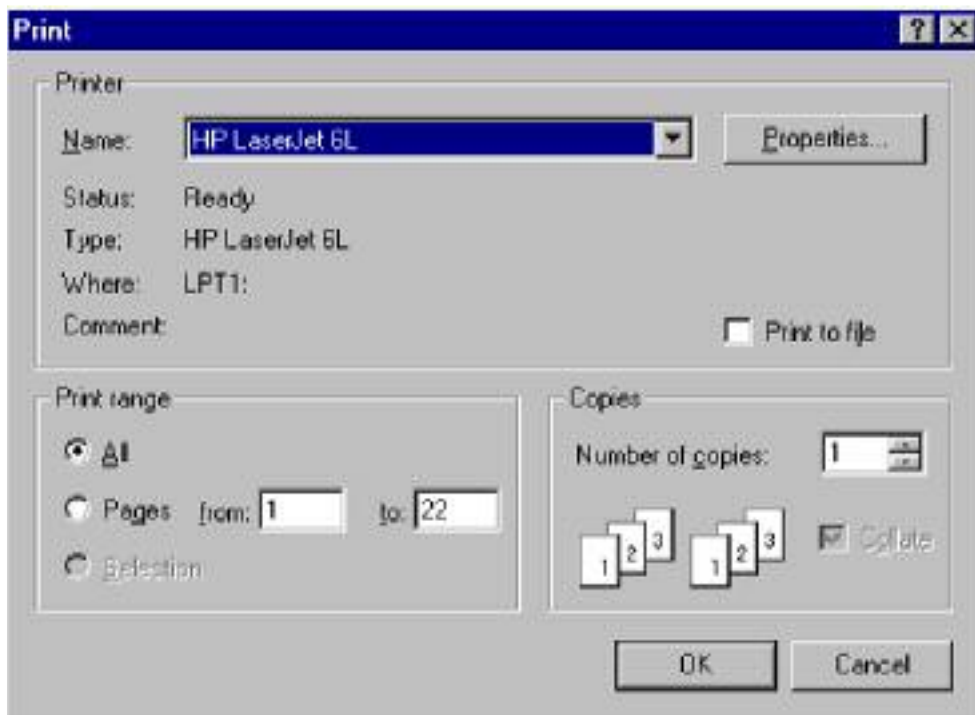 Print
Printer
Name: HP LaserJet 6L Properties...
Status: Ready
Type: HP LaserJet 6L
Where: LPT1:
Comment:
Print to file
Print range
All
Pages from: 1 to: 22
Selection
Copies
Number of copies: 1
1 2 3 1 2 3
Collate
OK Cancel